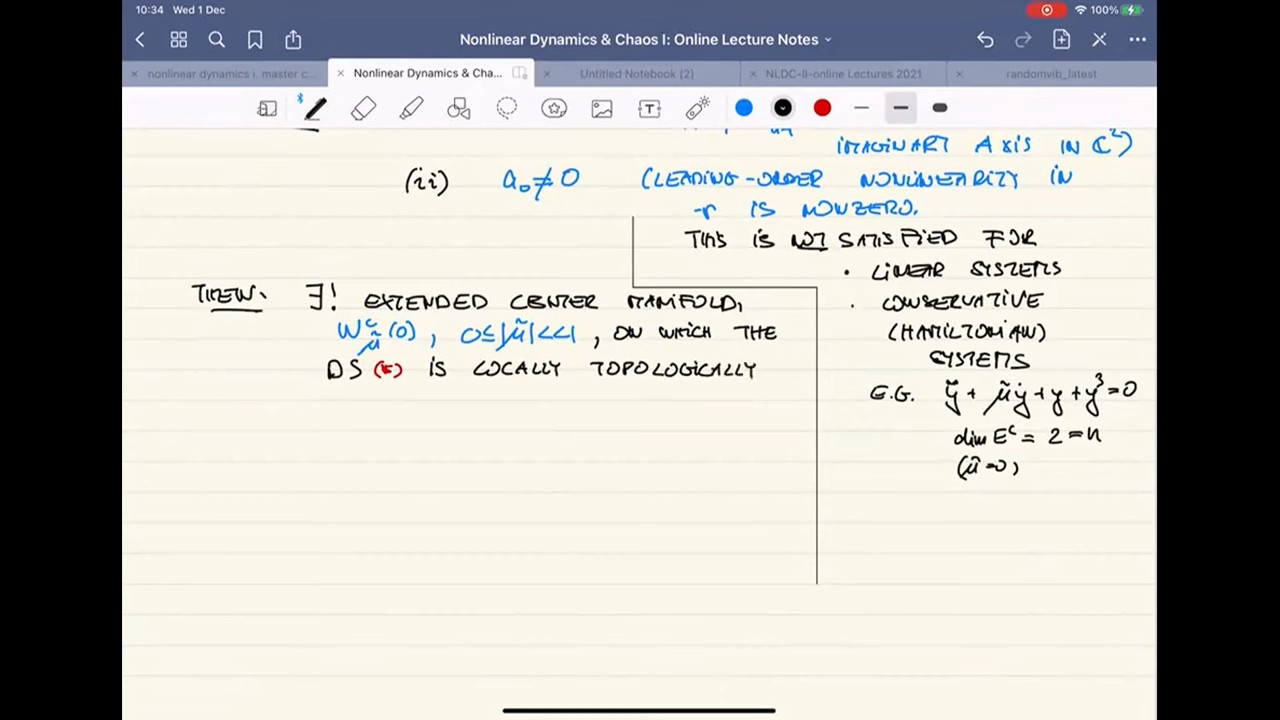 10:34 Wed 1 Dec
100%
Nonlinear Dynamics & Chaos I: Online Lecture Notes
nonlinear dynamics i. master c...
Nonlinear Dynamics & Cha...
Untitled Notebook (2)
NLDC-II-online Lectures 2021
randomvib_latest
IMAGINARY AXIS IN ℂ²)
(ii) a₀ ≠ 0 (LEADING-ORDER NONLINEARITY IN
r IS NONZERO.
THIS IS NOT SATISFIED FOR
• LINEAR SYSTEMS
• CONSERVATIVE
(HAMILTONIAN)
SYSTEMS
E.G. ÿ + μ̃ẏ + y + y³ = 0
dim Eᶜ = 2 = n
(μ̃ = 0)
THEN: ∃! EXTENDED CENTER MANIFOLD,
Wᶜ_μ̃(0), 0 ≤ |μ̃| << 1, ON WHICH THE
DS (*) IS LOCALLY TOPOLOGICALLY